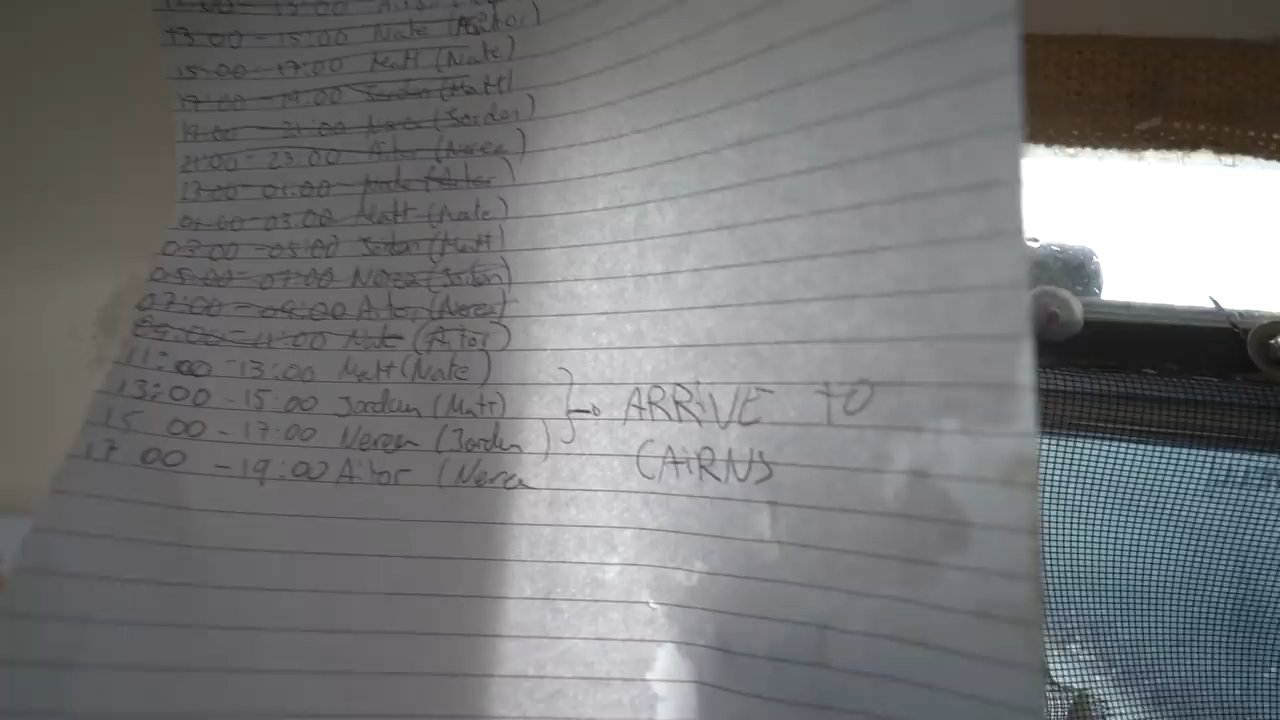 13:00 - 15:00 Nate (Aitor)
15:00 - 17:00 Matt (Nate)
17:00 - 19:00 Jordan (Matt)
19:00 - 21:00 Nerea (Jordan)
21:00 - 23:00 Aitor (Nerea)
23:00 - 01:00 Nate (Aitor)
01:00 - 03:00 Matt (Nate)
03:00 - 05:00 Jordan (Matt)
05:00 - 07:00 Nerea (Jordan)
07:00 - 09:00 Aitor (Nerea)
09:00 - 11:00 Nate (Aitor)
11:00 - 13:00 Matt (Nate)
13:00 - 15:00 Jordan (Matt)
15:00 - 17:00 Nerea (Jordan)
17:00 - 19:00 Aitor (Nerea
ARRIVE TO
CAIRNS